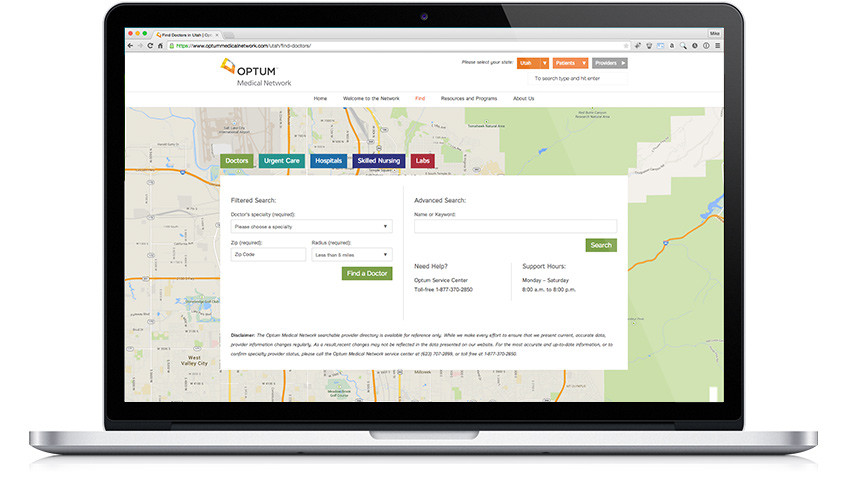 Find Doctors in Utah | Opt
Mike
https://www.optummedicalnetwork.com/utah/find-doctors/
OPTUM
Medical Network
Please select your state:
Utah
Patients
Providers
To search type and hit enter
Home
Welcome to the Network
Find
Resources and Programs
About Us
Salt Lake City
International Airport
Doctors
Urgent Care
Hospitals
Skilled Nursing
Labs
Filtered Search:
Doctor's specialty (required):
Please choose a specialty
Zip (required):
Radius (required):
Zip Code
Less than 5 miles
Find a Doctor
Advanced Search:
Name or Keyword:
Search
Need Help?
Optum Service Center
Toll-free 1-877-370-2850
Support Hours:
Monday – Saturday
8:00 a.m. to 8:00 p.m.
Disclaimer: The Optum Medical Network searchable provider directory is available for reference only. While we make every effort to ensure that we present current, accurate data,
provider information changes regularly. As a result,recent changes may not be reflected in the data presented on our website. For the most accurate and up-to-date information, or to
confirm specialty provider status, please call the Optum Medical Network service center at (623) 707-2899, or toll free at 1-877-370-2850.
West
Valley City
Millcreek